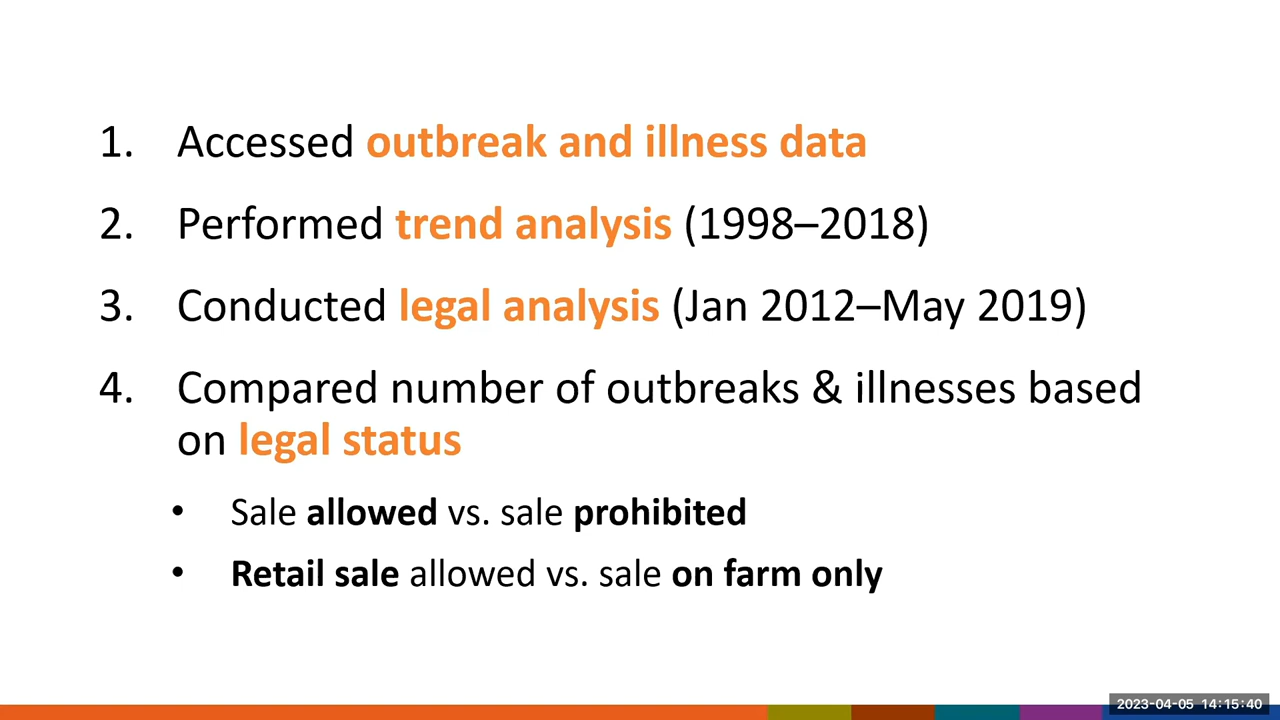 1. Accessed outbreak and illness data
2. Performed trend analysis (1998–2018)
3. Conducted legal analysis (Jan 2012–May 2019)
4. Compared number of outbreaks & illnesses based
on legal status
• Sale allowed vs. sale prohibited
• Retail sale allowed vs. sale on farm only
2023-04-05 14:15:40